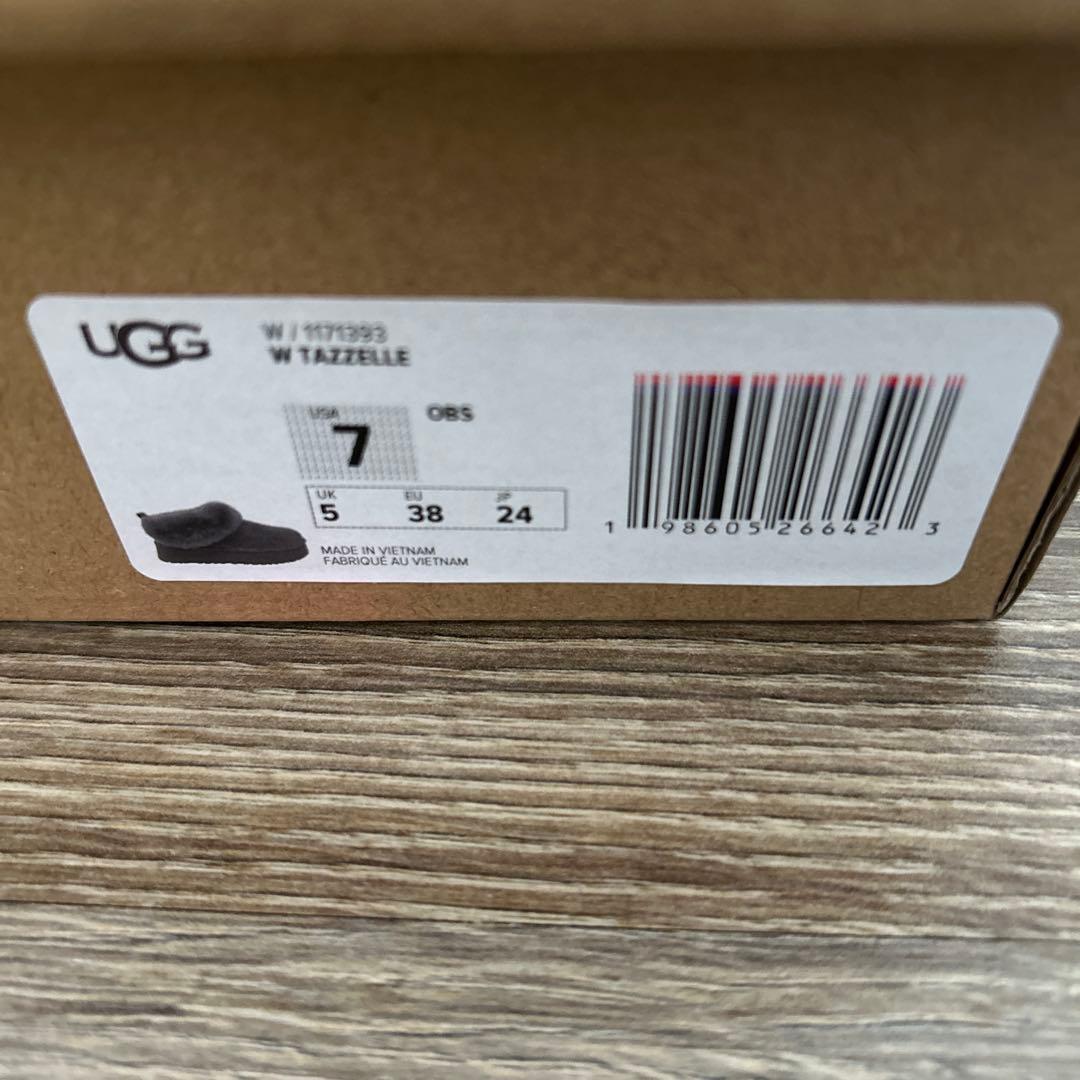 UGG
W / 1171393
W TAZZELLE
USA
7
OBS
UK EU JP
5 38 24
MADE IN VIETNAM
FABRIQUÉ AU VIETNAM
1 98605 26642 3